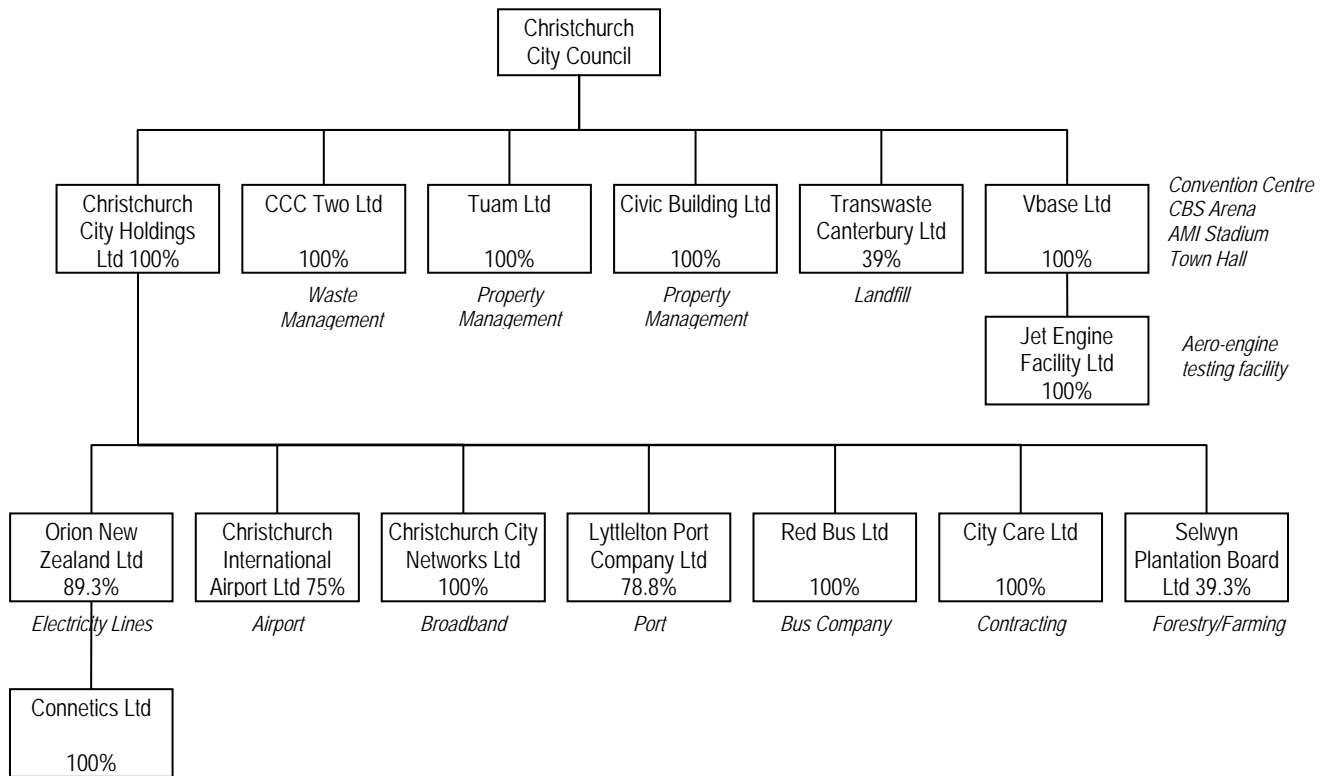 Christchurch
City Council
Christchurch
City Holdings
Ltd 100%
CCC Two Ltd
100%
Waste
Management
Tuam Ltd
100%
Property
Management
Civic Building Ltd
100%
Property
Management
Transwaste
Canterbury Ltd
39%
Landfill
Vbase Ltd
100%
Convention Centre
CBS Arena
AMI Stadium
Town Hall
Jet Engine
Facility Ltd
100%
Aero-engine
testing facility
Orion New
Zealand Ltd
89.3%
Electricity Lines
Christchurch
International
Airport Ltd 75%
Airport
Christchurch City
Networks Ltd
100%
Broadband
Lyttlelton Port
Company Ltd
78.8%
Port
Red Bus Ltd
100%
Bus Company
City Care Ltd
100%
Contracting
Selwyn
Plantation Board
Ltd 39.3%
Forestry/Farming
Connetics Ltd
100%